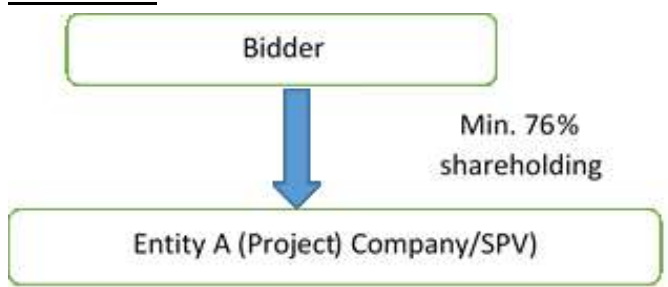 Bidder
Min. 76%
shareholding
Entity A (Project) Company/SPV)